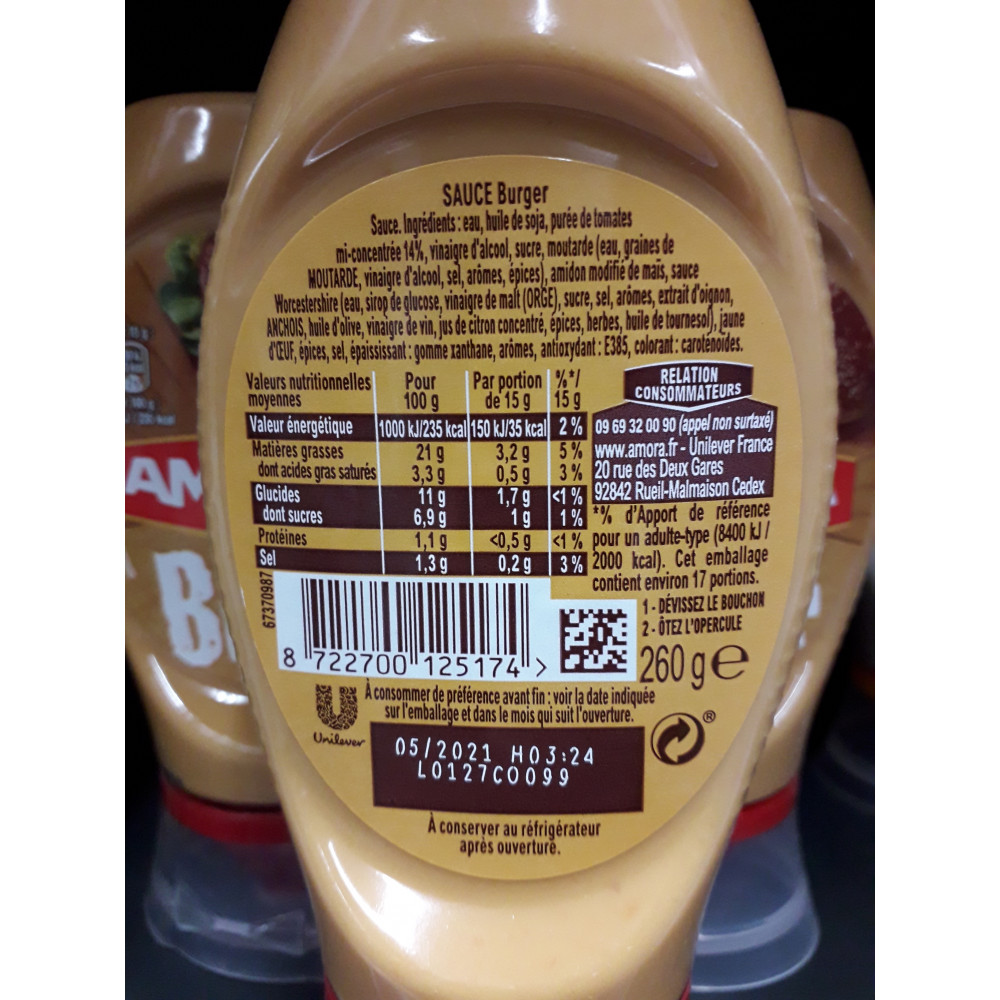 SAUCE Burger
Sauce. Ingrédients : eau, huile de soja, purée de tomates
mi-concentrée 14%, vinaigre d'alcool, sucre, moutarde (eau, graines de
MOUTARDE, vinaigre d'alcool, sel, arômes, épices), amidon modifié de maïs, sauce
Worcestershire (eau, sirop de glucose, vinaigre de malt (ORGE), sucre, sel, arômes, extrait d'oignon,
ANCHOIS, huile d'olive, vinaigre de vin, jus de citron concentré, épices, herbes, huile de tournesol), jaune
d'ŒUF, épices, sel, épaississant : gomme xanthane, arômes, antioxydant : E385, colorant : caroténoïdes.
Valeurs nutritionnelles moyennes Pour 100 g Par portion de 15 g %*/ 15 g
Valeur énergétique 1000 kJ/235 kcal 150 kJ/35 kcal 2 %
Matières grasses 21 g 3,2 g 5 %
dont acides gras saturés 3,3 g 0,5 g 3 %
Glucides 11 g 1,7 g <1 %
dont sucres 6,9 g 1 g 1 %
Protéines 1,1 g <0,5 g <1 %
Sel 1,3 g 0,2 g 3 %
RELATION
CONSOMMATEURS
09 69 32 00 90 (appel non surtaxé)
www.amora.fr - Unilever France
20 rue des Deux Gares
92842 Rueil-Malmaison Cedex
*% d'Apport de référence
pour un adulte-type (8400 kJ /
2000 kcal). Cet emballage
contient environ 17 portions.
1 - DÉVISSEZ LE BOUCHON
2 - ÔTEZ L'OPERCULE
67370987
8 722700 125174 >
260 g e
À consommer de préférence avant fin : voir la date indiquée
sur l'emballage et dans le mois qui suit l'ouverture.
Unilever
®
05/2021 H03:24
L0127C0099
À conserver au réfrigérateur
après ouverture.
AM
B
A